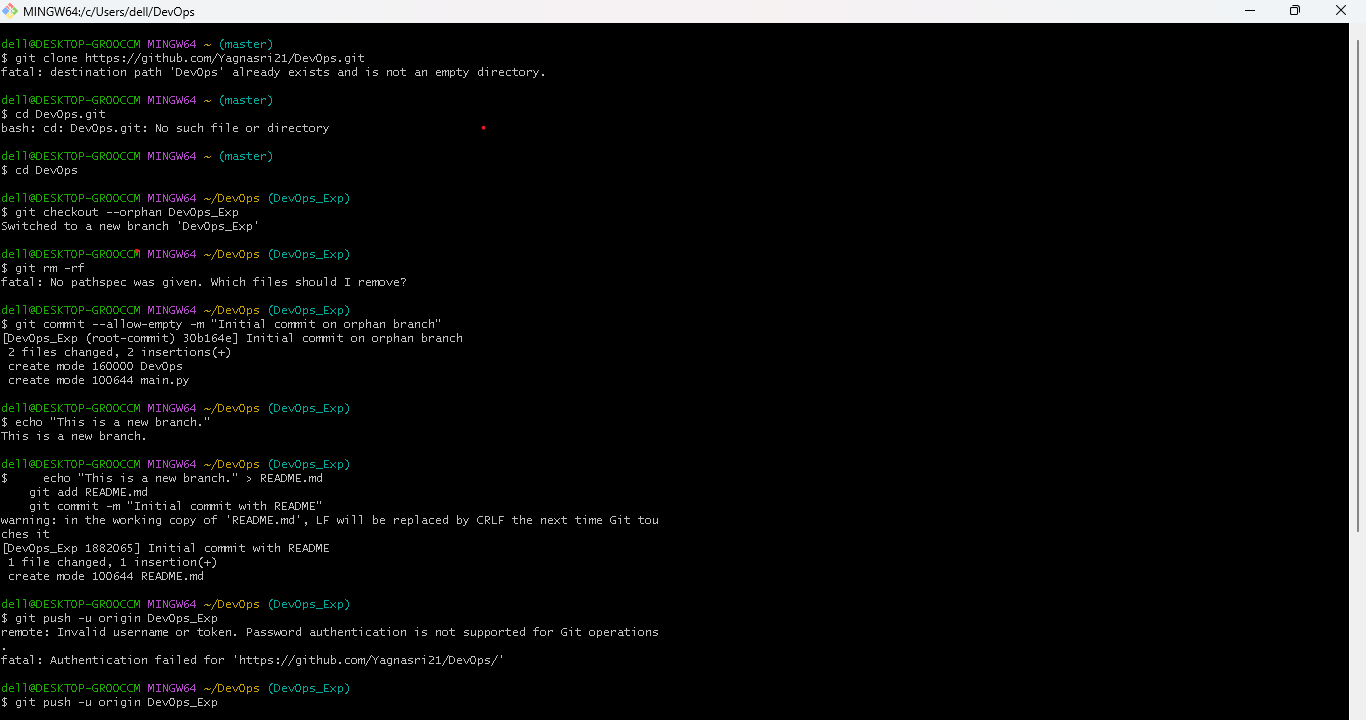 MINGW64:/c/Users/dell/DevOps
dell@DESKTOP-GROOCCM MINGW64 ~ (master)
$ git clone https://github.com/Yagnasri21/DevOps.git
fatal: destination path 'DevOps' already exists and is not an empty directory.
dell@DESKTOP-GROOCCM MINGW64 ~ (master)
$ cd DevOps.git
bash: cd: DevOps.git: No such file or directory
dell@DESKTOP-GROOCCM MINGW64 ~ (master)
$ cd DevOps
dell@DESKTOP-GROOCCM MINGW64 ~/DevOps (DevOps_Exp)
$ git checkout --orphan DevOps_Exp
Switched to a new branch 'DevOps_Exp'
dell@DESKTOP-GROOCCM MINGW64 ~/DevOps (DevOps_Exp)
$ git rm -rf
fatal: No pathspec was given. Which files should I remove?
dell@DESKTOP-GROOCCM MINGW64 ~/DevOps (DevOps_Exp)
$ git commit --allow-empty -m "Initial commit on orphan branch"
[DevOps_Exp (root-commit) 30b164e] Initial commit on orphan branch
 2 files changed, 2 insertions(+)
 create mode 160000 DevOps
 create mode 100644 main.py
dell@DESKTOP-GROOCCM MINGW64 ~/DevOps (DevOps_Exp)
$ echo "This is a new branch."
This is a new branch.
dell@DESKTOP-GROOCCM MINGW64 ~/DevOps (DevOps_Exp)
$     echo "This is a new branch." > README.md
    git add README.md
    git commit -m "Initial commit with README"
warning: in the working copy of 'README.md', LF will be replaced by CRLF the next time Git tou
ches it
[DevOps_Exp 1882065] Initial commit with README
 1 file changed, 1 insertion(+)
 create mode 100644 README.md
dell@DESKTOP-GROOCCM MINGW64 ~/DevOps (DevOps_Exp)
$ git push -u origin DevOps_Exp
remote: Invalid username or token. Password authentication is not supported for Git operations
.
fatal: Authentication failed for 'https://github.com/Yagnasri21/DevOps/'
dell@DESKTOP-GROOCCM MINGW64 ~/DevOps (DevOps_Exp)
$ git push -u origin DevOps_Exp